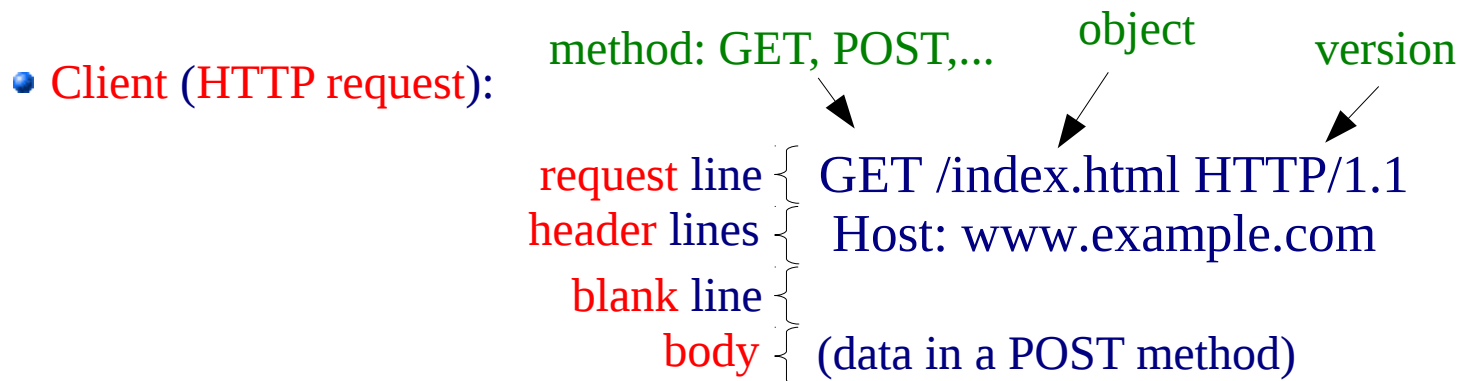 method: GET, POST,...
object
version
Client (HTTP request):
request line
GET /index.html HTTP/1.1
header lines
Host: www.example.com
blank line
body
(data in a POST method)